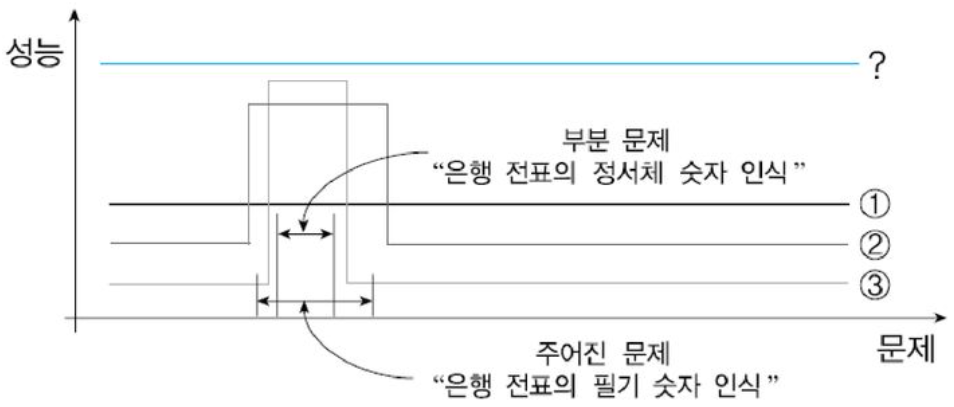 성능
?
부분 문제
“은행 전표의 정서체 숫자 인식”
①
②
③
문제
주어진 문제
“은행 전표의 필기 숫자 인식”